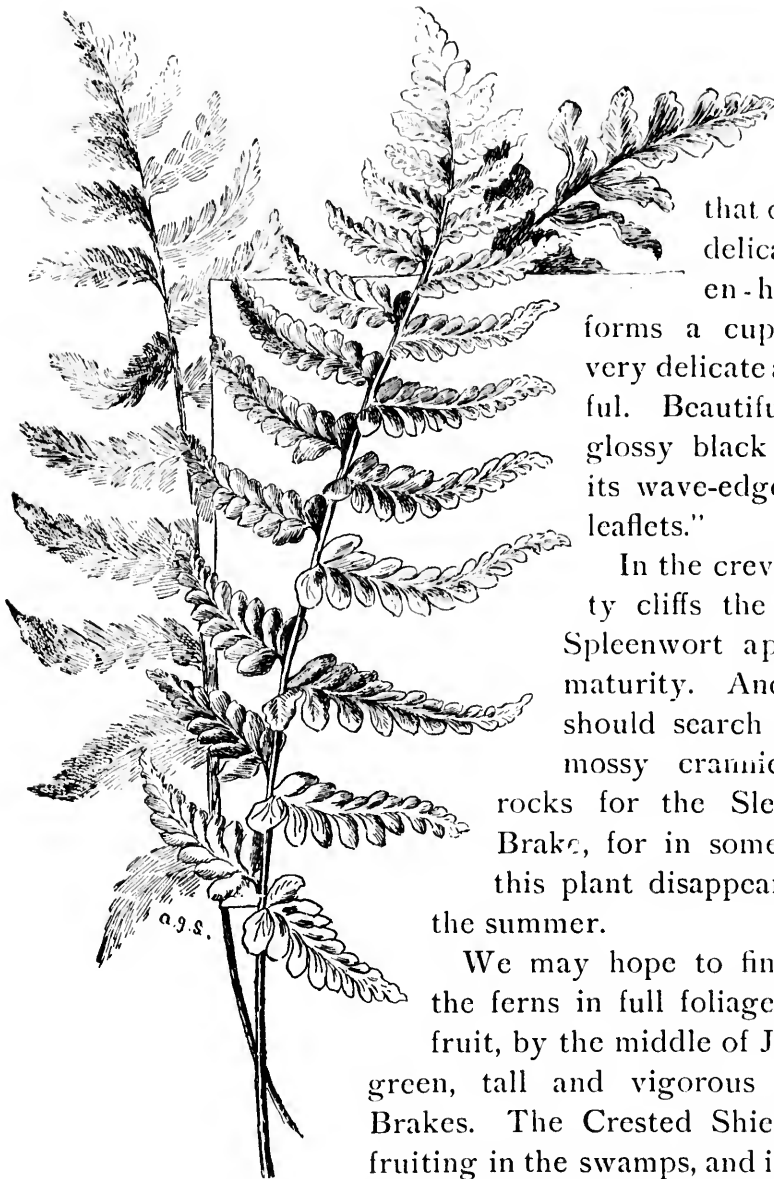 that
delica
en-h
forms a cup
very delicate a
ful. Beautifu
glossy black
its wave-edge
leaflets."
In the crev
ty cliffs the
Spleenwort ap
maturity. And
should search
mossy crannie
rocks for the Sle
Brake, for in some
this plant disappear
the summer.
a.g.s.
We may hope to fin
the ferns in full foliage
fruit, by the middle of J
green, tall and vigorous
Brakes. The Crested Shie
fruiting in the swamps, and i